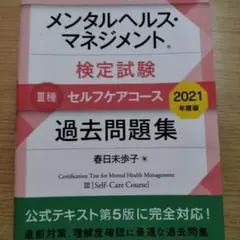 メンタルヘルス・
マネジメント®
検定試験
Ⅲ種 セルフケアコース 2021年度版
過去問題集
春日未歩子 著
Certification Test for Mental Health Management
Ⅲ [Self-Care Course]
公式テキスト第5版に完全対応!
直前対策、理解度確認に最適な過去問集